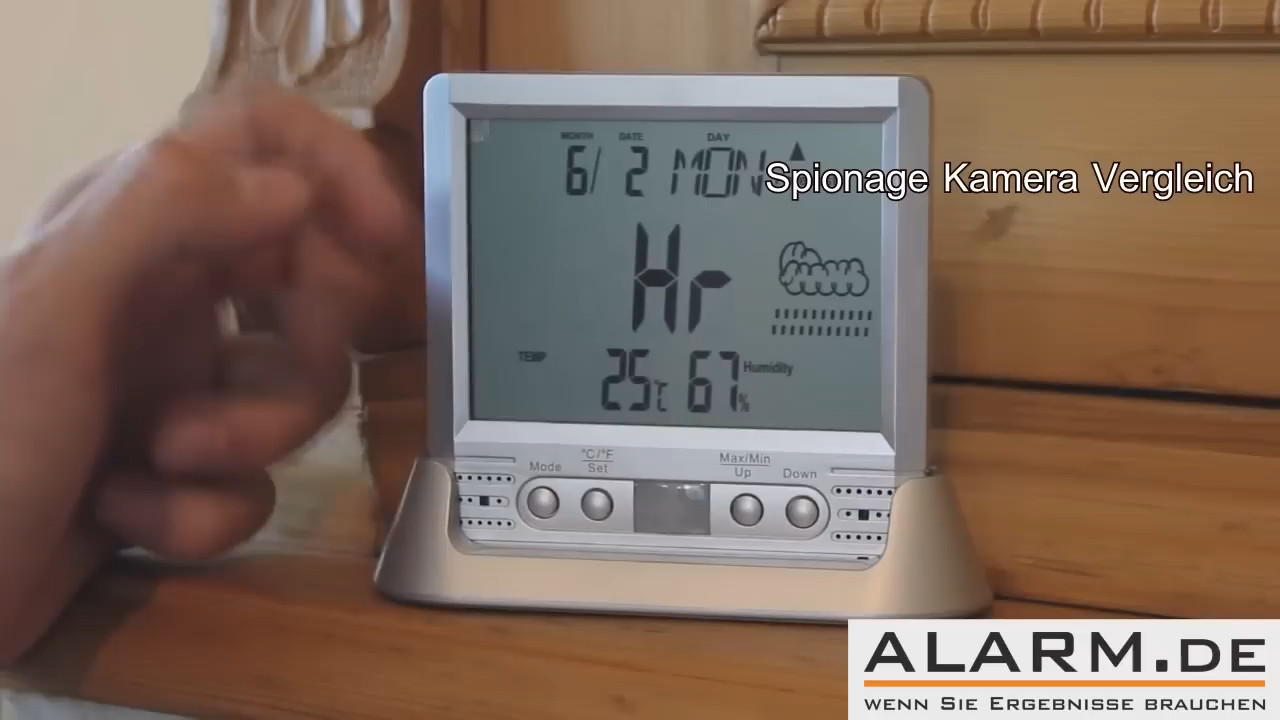 MONTH DATE DAY
6/ 2 MON
Spionage Kamera Vergleich
Hr
TEMP 25°C 67% Humidity
Mode °C/°F Set Max/Min Up Down
ALARM.DE
WENN SIE ERGEBNISSE BRAUCHEN